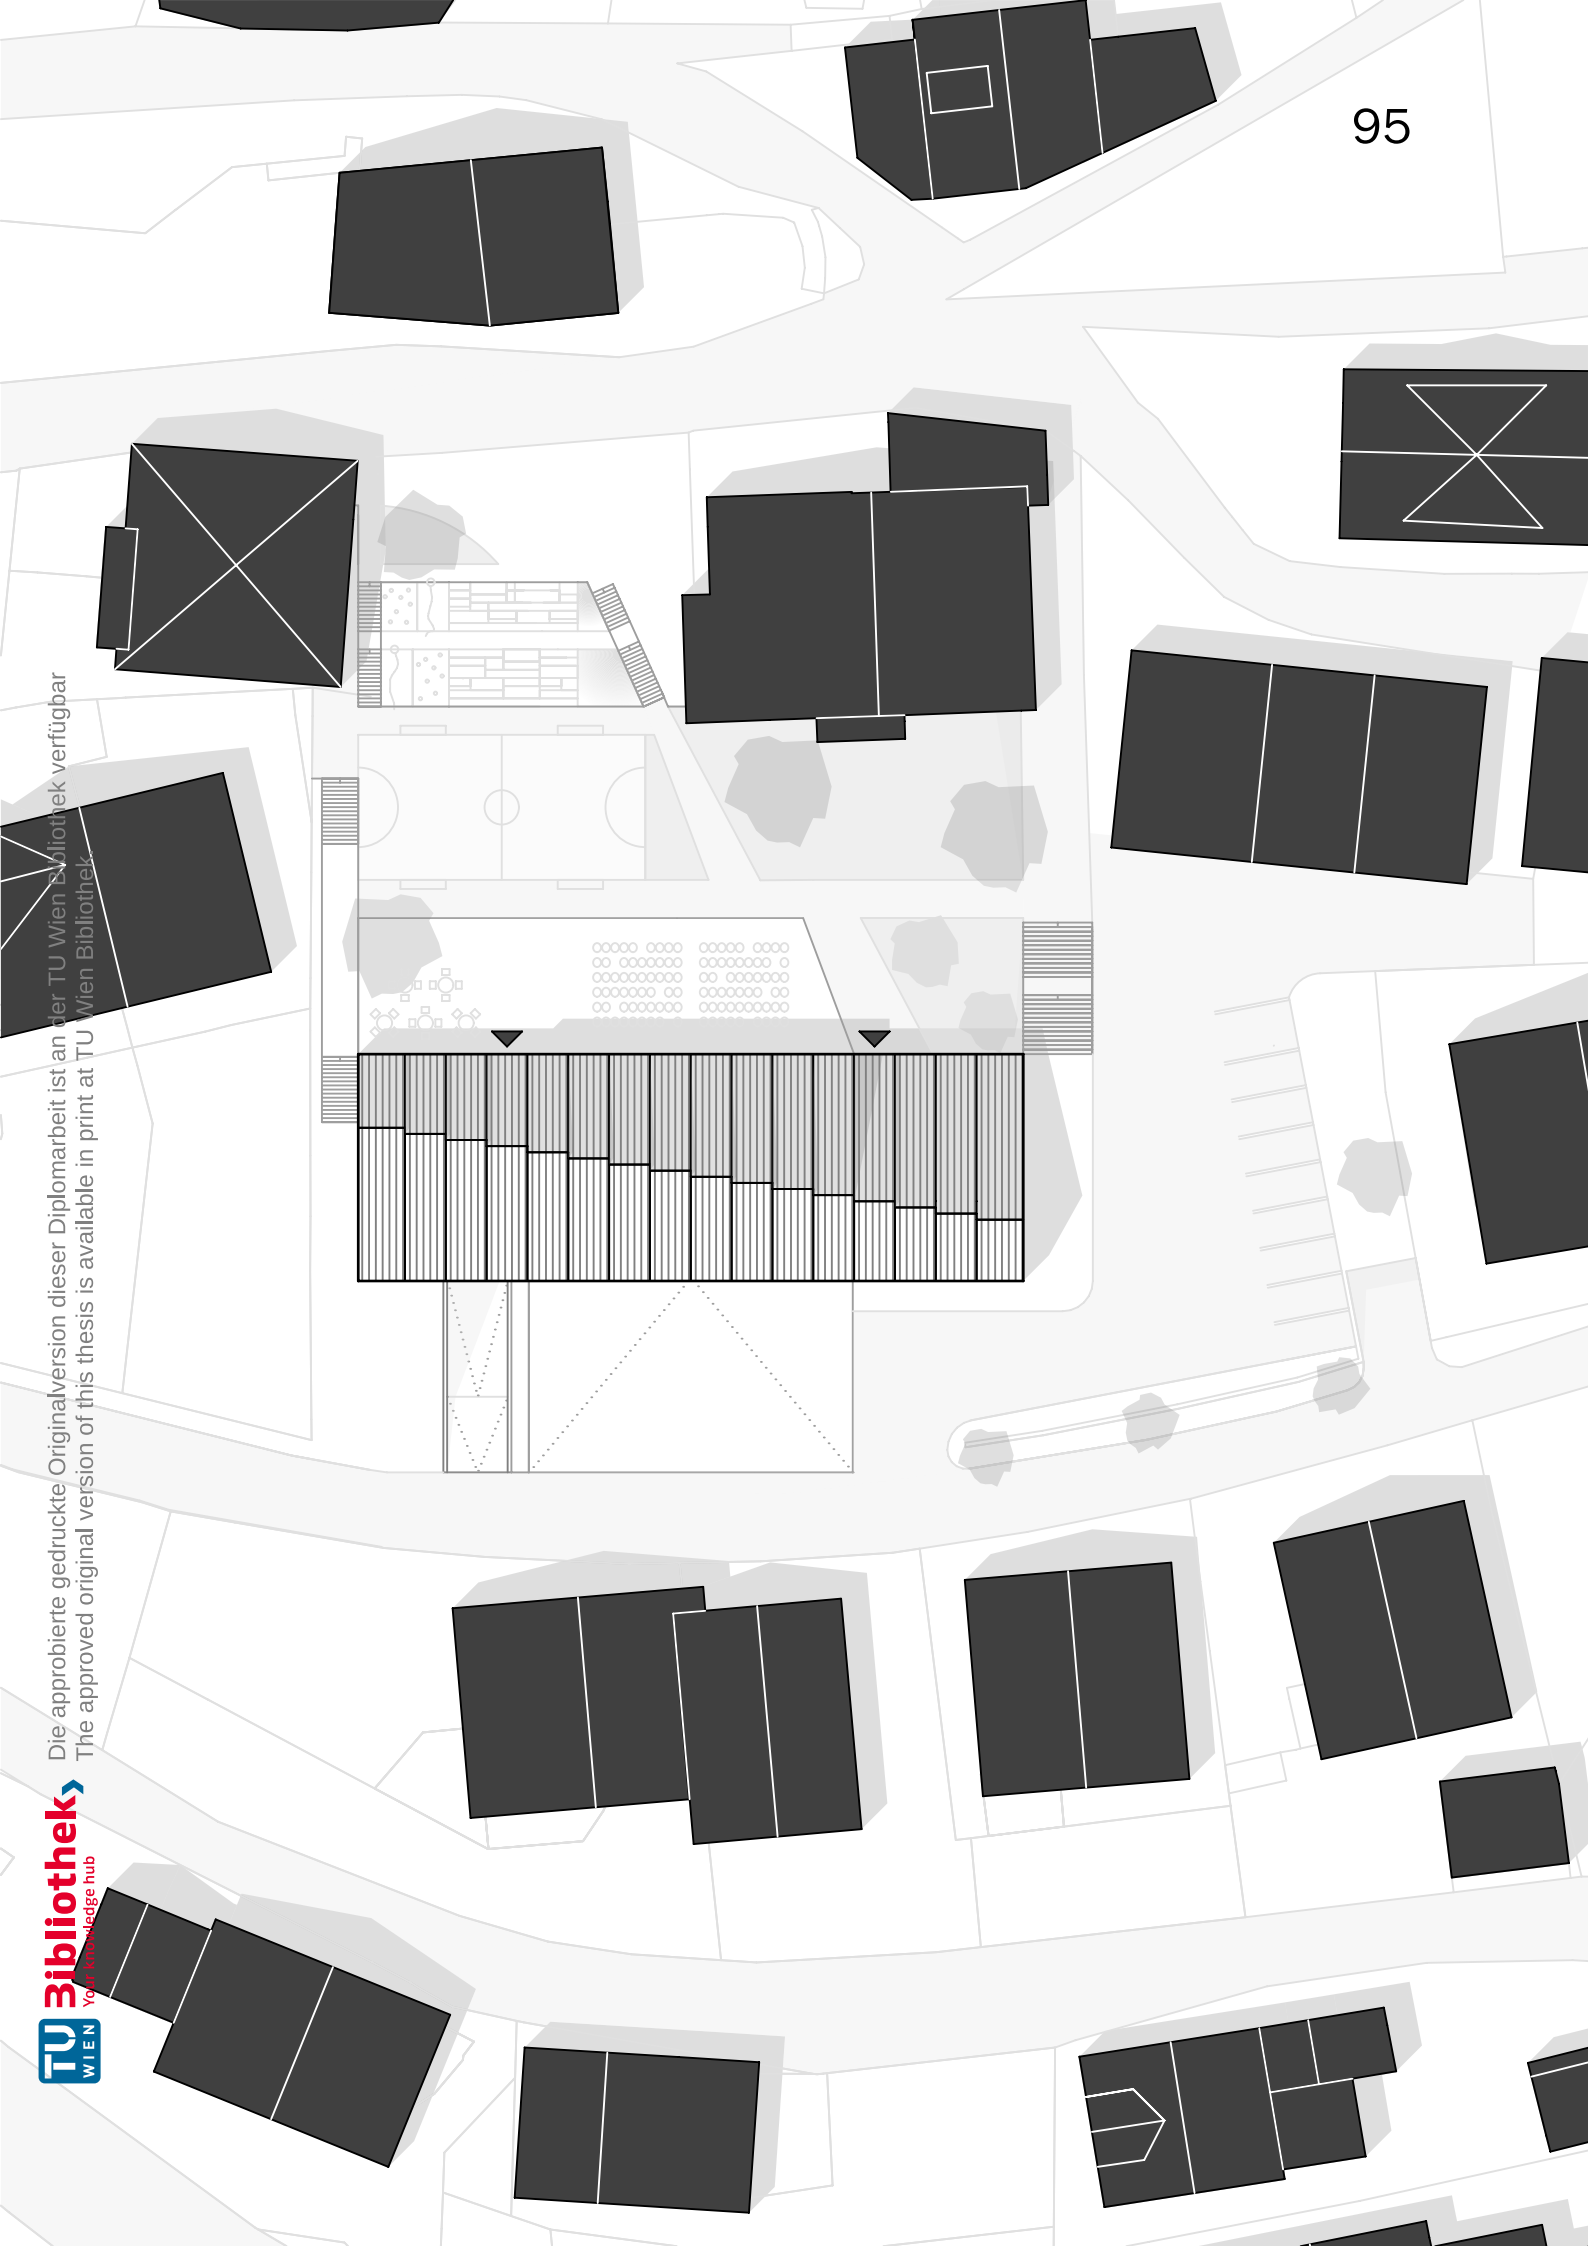 95
Die approbierte gedruckte Originalversion dieser Diplomarbeit ist an der TU Wien Bibliothek verfügbar
The approved original version of this thesis is available in print at TU Wien Bibliothek.
Bibliothek
Your knowledge hub
TU
WIEN